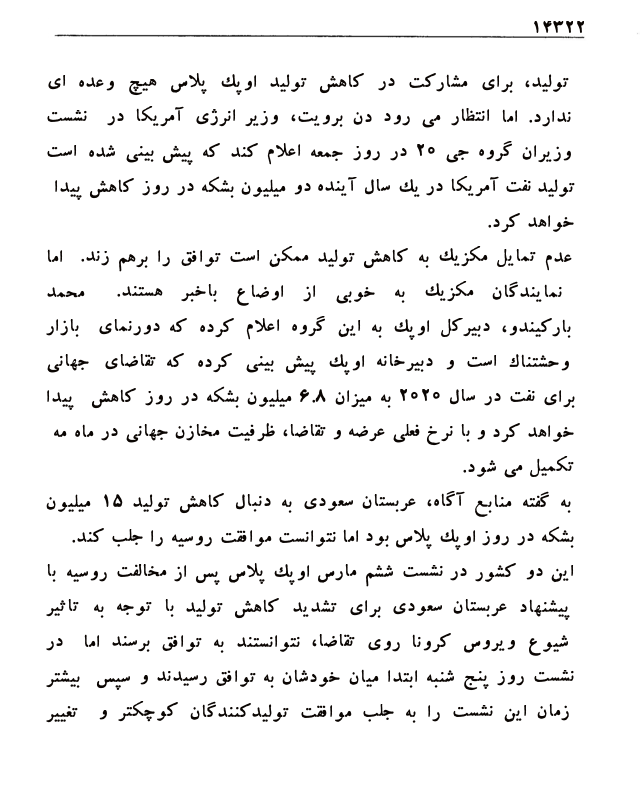 ۱۴۳۲۲
تولید، برای مشارکت در کاهش تولید اوپك پلاس هیچ وعده ای
ندارد. اما انتظار می رود دن برویت، وزیر انرژی آمریکا در نشست
وزیران گروه جی ۲۰ در روز جمعه اعلام کند که پیش بینی شده است
تولید نفت آمریکا در یك سال آینده دو میلیون بشکه در روز کاهش پیدا
خواهد کرد.
عدم تمایل مکزیك به کاهش تولید ممکن است توافق را برهم زند. اما
نمایندگان مکزیك به خوبی از اوضاع باخبر هستند. محمد
بارکیندو، دبیرکل اوپك به این گروه اعلام کرده که دورنمای بازار
وحشتناك است و دبیرخانه اوپك پیش بینی کرده که تقاضای جهانی
برای نفت در سال ۲۰۲۰ به میزان ۶.۸ میلیون بشکه در روز کاهش پیدا
خواهد کرد و با نرخ فعلی عرضه و تقاضا، ظرفیت مخازن جهانی در ماه مه
تکمیل می شود.
به گفته منابع آگاه، عربستان سعودی به دنبال کاهش تولید ۱۵ میلیون
بشکه در روز اوپك پلاس بود اما نتوانست موافقت روسیه را جلب کند.
این دو کشور در نشست ششم مارس اوپك پلاس پس از مخالفت روسیه با
پیشنهاد عربستان سعودی برای تشدید کاهش تولید با توجه به تاثیر
شیوع ویروس کرونا روی تقاضا، نتوانستند به توافق برسند اما در
نشست روز پنج شنبه ابتدا میان خودشان به توافق رسیدند و سپس بیشتر
زمان این نشست را به جلب موافقت تولیدکنندگان کوچکتر و تغییر